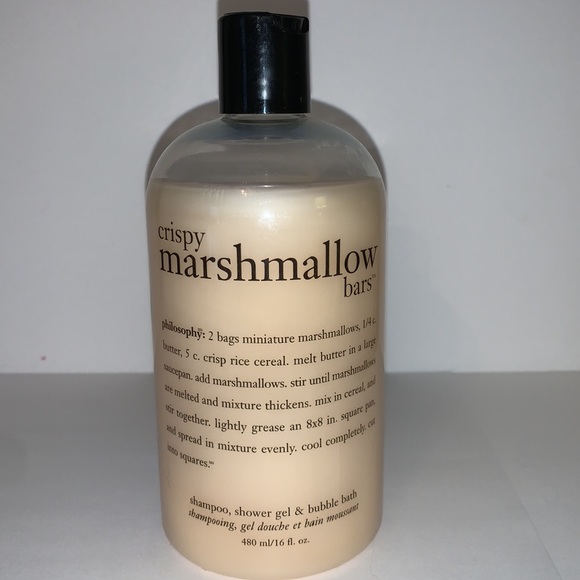 crispy
marshmallow
bars™
philosophy: 2 bags miniature marshmallows, 1/4 c.
butter, 5 c. crisp rice cereal. melt butter in a large
saucepan. add marshmallows. stir until marshmallows
are melted and mixture thickens. mix in cereal, and
stir together. lightly grease an 8x8 in. square pan,
and spread in mixture evenly. cool completely. cut
into squares.℠
shampoo, shower gel & bubble bath
shampooing, gel douche et bain moussant
480 ml/16 fl. oz.